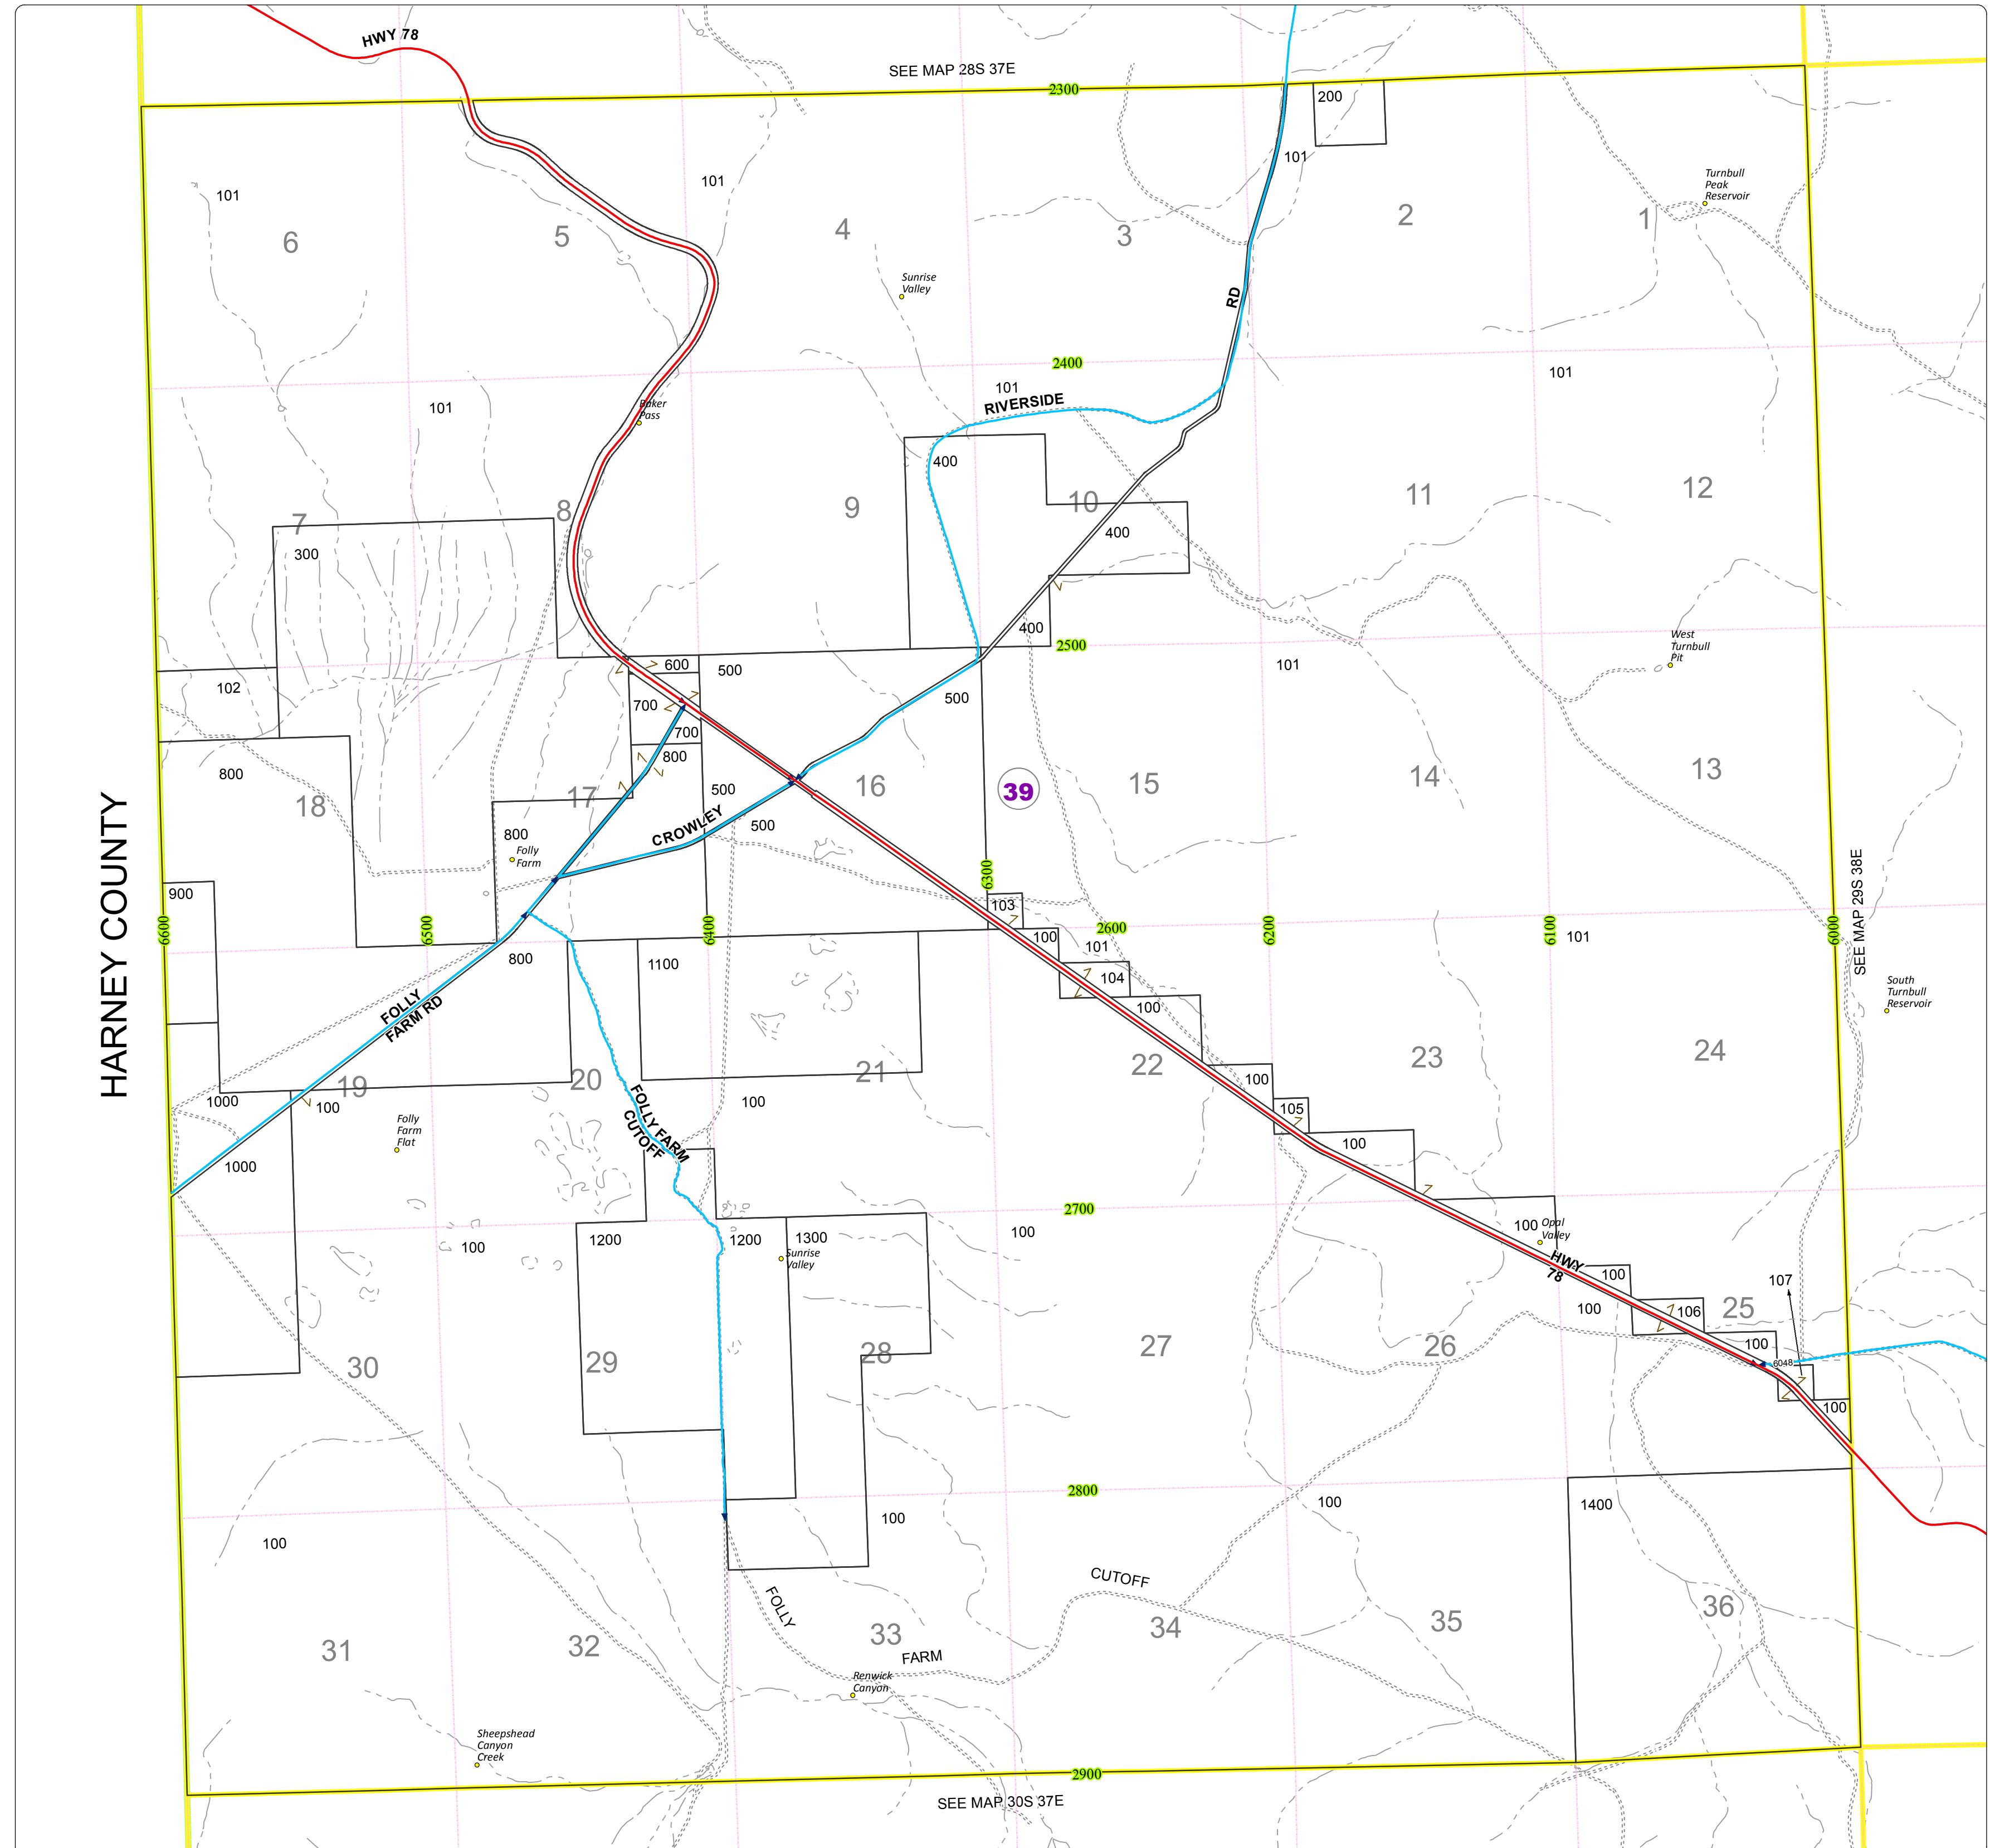 HWY 78
SEE MAP 28S 37E
2300
200
101
101
101
Turnbull
Peak
Reservoir
6
5
4
3
2
1
Sunrise
Valley
RD
2400
101
101
101
RIVERSIDE
Baker
Pass
400
7
8
9
10
11
12
300
400
400
2500
West
Turnbull
Pit
600
500
101
102
700
500
700
800
800
18
17
500
16
39
15
14
13
CROWLEY
500
800
Folly
Farm
HARNEY COUNTY
900
6300
103
SEE MAP 29S 38E
6600
6500
6400
2600
6200
6100
6000
100
101
101
800
1100
104
South
Turnbull
Reservoir
FOLLY
FARM RD
100
19
20
21
22
23
24
1000
100
100
100
105
FOLLY FARM
CUTOFF
Folly
Farm
Flat
100
1000
2700
100
1200
1200
1300
100
100
Opal
Valley
Sunrise
Valley
HWY
78
100
107
100
106
25
100
6048
30
29
28
27
26
100
2800
100
100
100
1400
CUTOFF
FOLLY
31
32
33
34
35
36
FARM
Renwick
Canyon
Sheepshead
Canyon
Creek
2900
SEE MAP 30S 37E